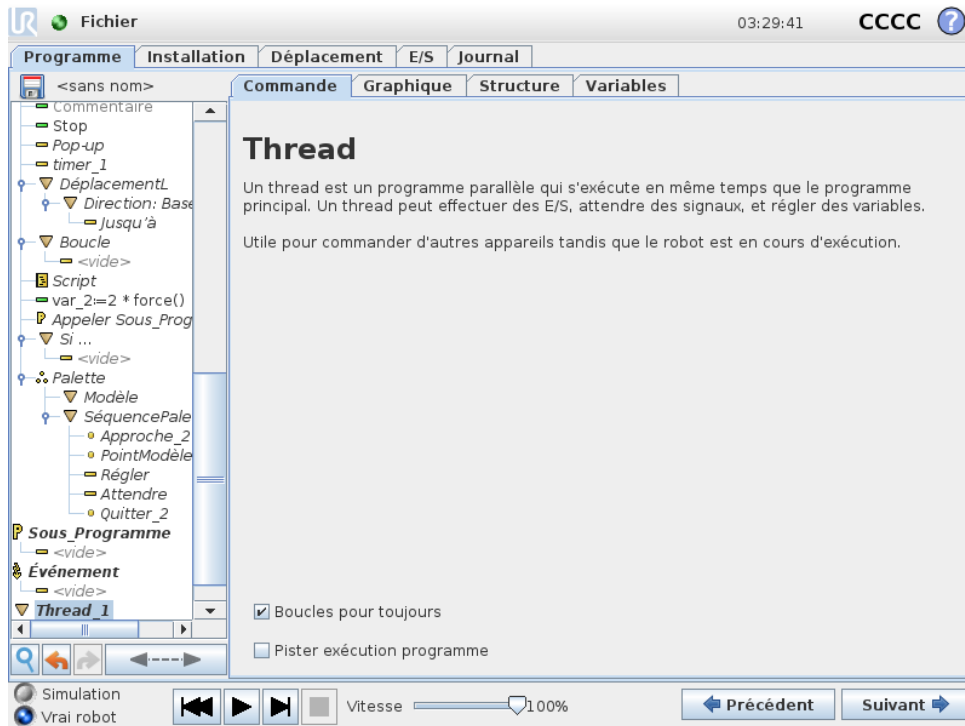 UR Fichier 03:29:41 CCCC ?
Programme Installation Déplacement E/S Journal
<sans nom> Commande Graphique Structure Variables
Commentaire
Stop
Pop-up
timer_1
DéplacementL
Direction: Base
Jusqu'à
Boucle
<vide>
Script
var_2:=2 * force()
Appeler Sous_Prog
Si ...
<vide>
Palette
Modèle
SéquencePale
Approche_2
PointModèle
Régler
Attendre
Quitter_2
P Sous_Programme
<vide>
Événement
<vide>
Thread_1
Thread
Un thread est un programme parallèle qui s'exécute en même temps que le programme
principal. Un thread peut effectuer des E/S, attendre des signaux, et régler des variables.
Utile pour commander d'autres appareils tandis que le robot est en cours d'exécution.
Boucles pour toujours
Pister exécution programme
Simulation
Vrai robot
Vitesse 100%
Précédent Suivant